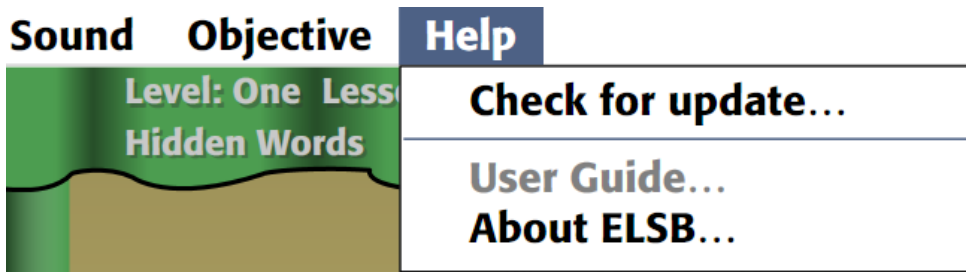 Sound Objective Help
Level: One
Check for update...
Hidden Words
User Guide...
About ELSB...